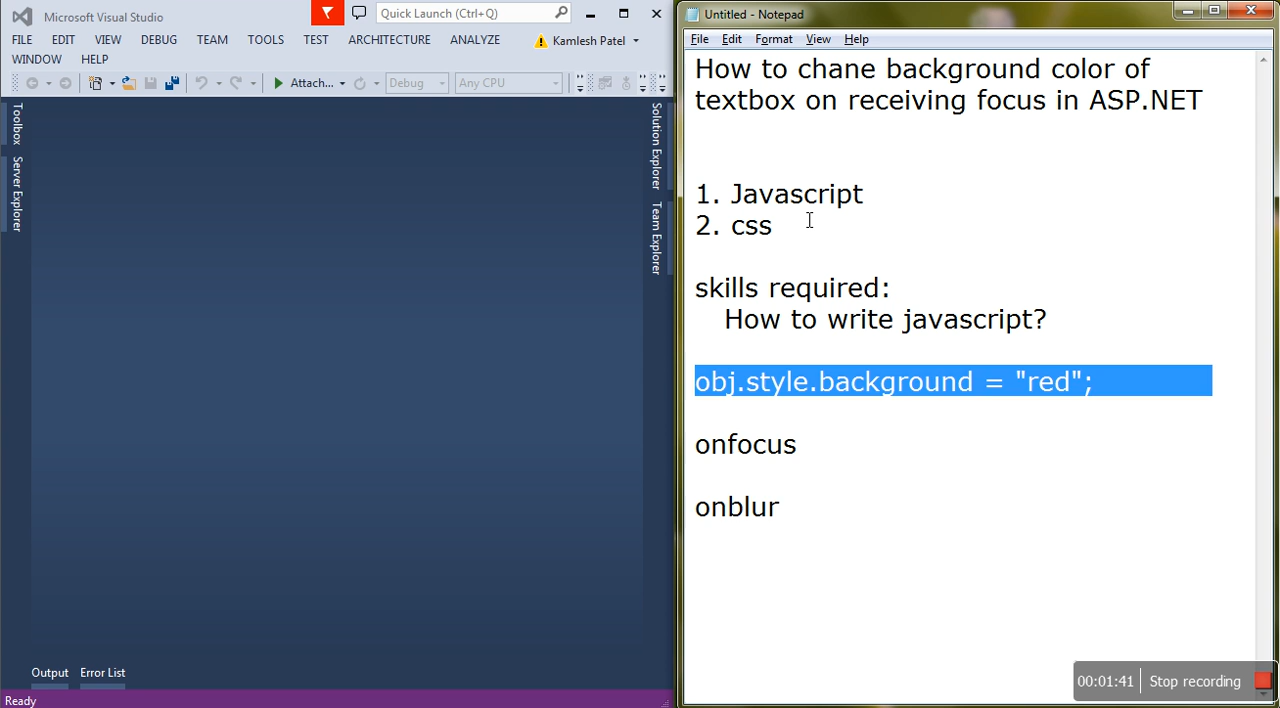 Microsoft Visual Studio
Quick Launch (Ctrl+Q)
FILE EDIT VIEW DEBUG TEAM TOOLS TEST ARCHITECTURE ANALYZE Kamlesh Patel
WINDOW HELP
Attach... Debug Any CPU
Toolbox
Server Explorer
Solution Explorer
Team Explorer
Output Error List
Ready
Untitled - Notepad
File Edit Format View Help
How to chane background color of
textbox on receiving focus in ASP.NET
1. Javascript
2. css
skills required:
How to write javascript?
obj.style.background = "red";
onfocus
onblur
00:01:41 Stop recording